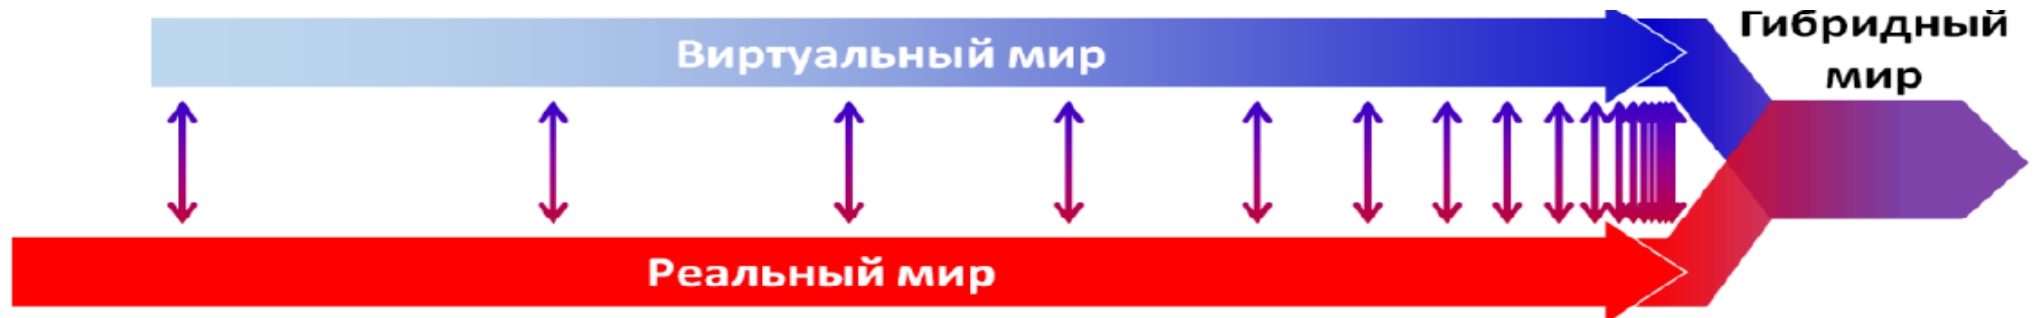 Виртуальный мир
Гибридный
мир
Реальный мир